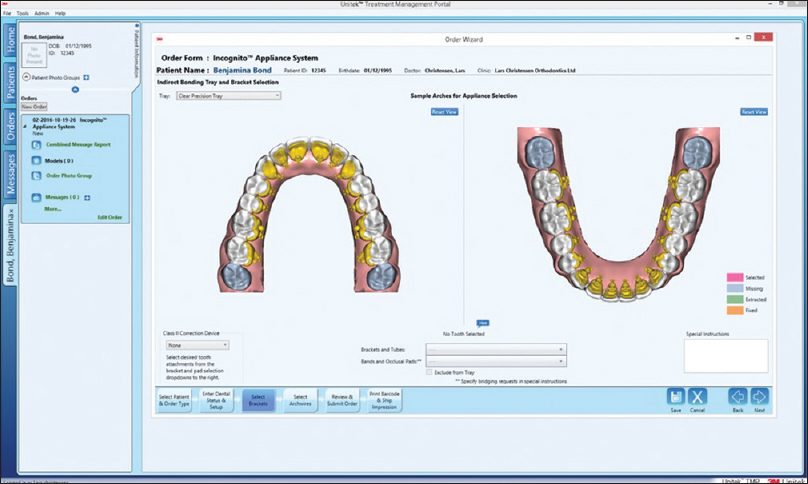 Unitek™ Treatment Management Portal
File Tools Admin Help
Home
Patients
Orders
Messages
Bond, Benjamina×
Patient Information
Bond, Benjamina
No Photo Present
DOB: 01/12/1995
ID: 12345
Patient Photo Groups
Orders
New Order
02-2016-10-19-26 Incognito™
Appliance System
New
Combined Message Report
Models ( 0 )
Order Photo Group
Messages ( 0 )
More...
Edit Order
Order Wizard
Order Form : Incognito™ Appliance System
Patient Name : Benjamina Bond Patient ID: 12345 Birthdate: 01/12/1995 Doctor: Christensen, Lars Clinic: Lars Christensen Orthodontics Ltd
Indirect Bonding Tray and Bracket Selection
Tray: Clear Precision Tray
Sample Arches for Appliance Selection
Reset View
Reset View
Selected
Missing
Extracted
Fixed
Class II Correction Device
None
Select desired tooth
attachments from the
bracket and pad selection
dropdowns to the right.
No Tooth Selected
Brackets and Tubes:
Bands and Occlusal Pads:**
Exclude from Tray
** Specify bridging requests in special instructions
Special Instructions
Select Patient
& Order Type
Enter Dental
Status &
Setup
Select
Brackets
Select
Archwires
Review &
Submit Order
Print Barcode
& Ship
Impression
Save
Cancel
Back
Next
Unitek™ TMP 3M Unitek